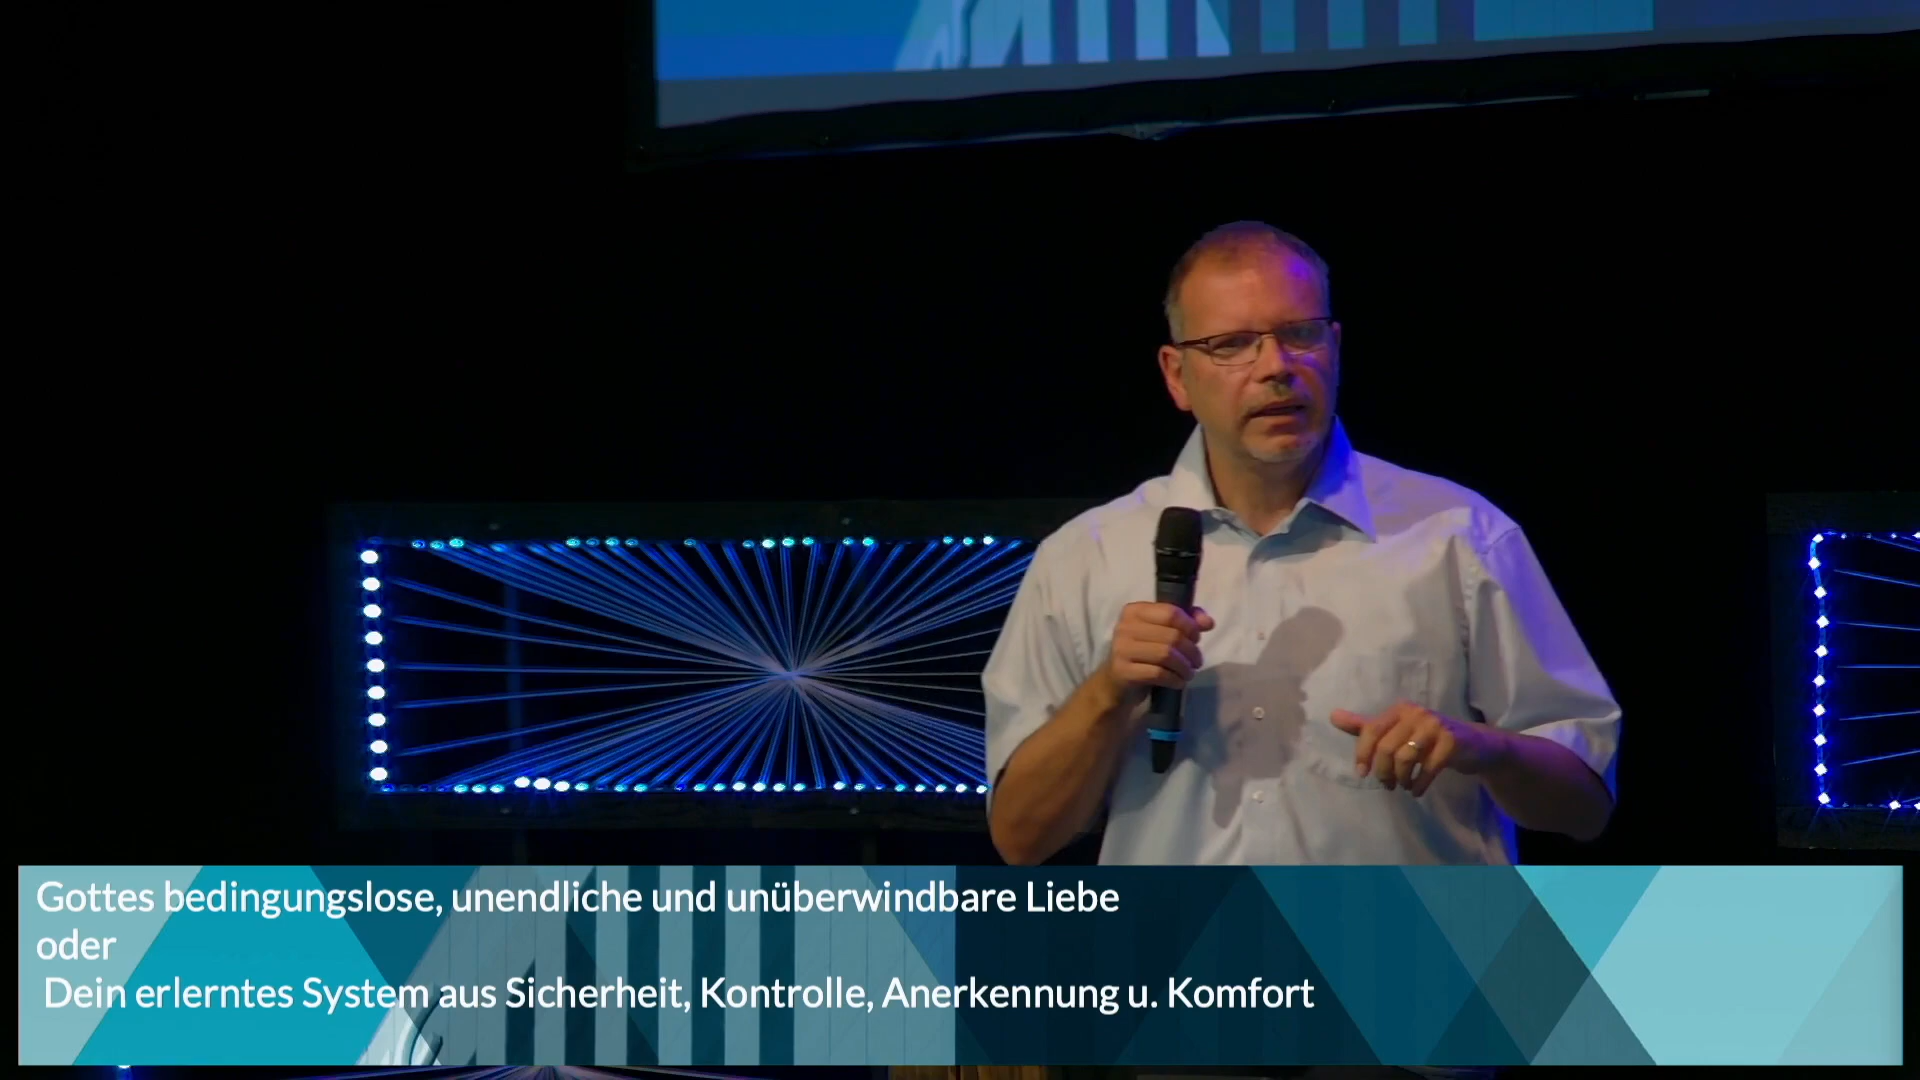 Gottes bedingungslose, unendliche und unüberwindbare Liebe
oder
Dein erlerntes System aus Sicherheit, Kontrolle, Anerkennung u. Komfort